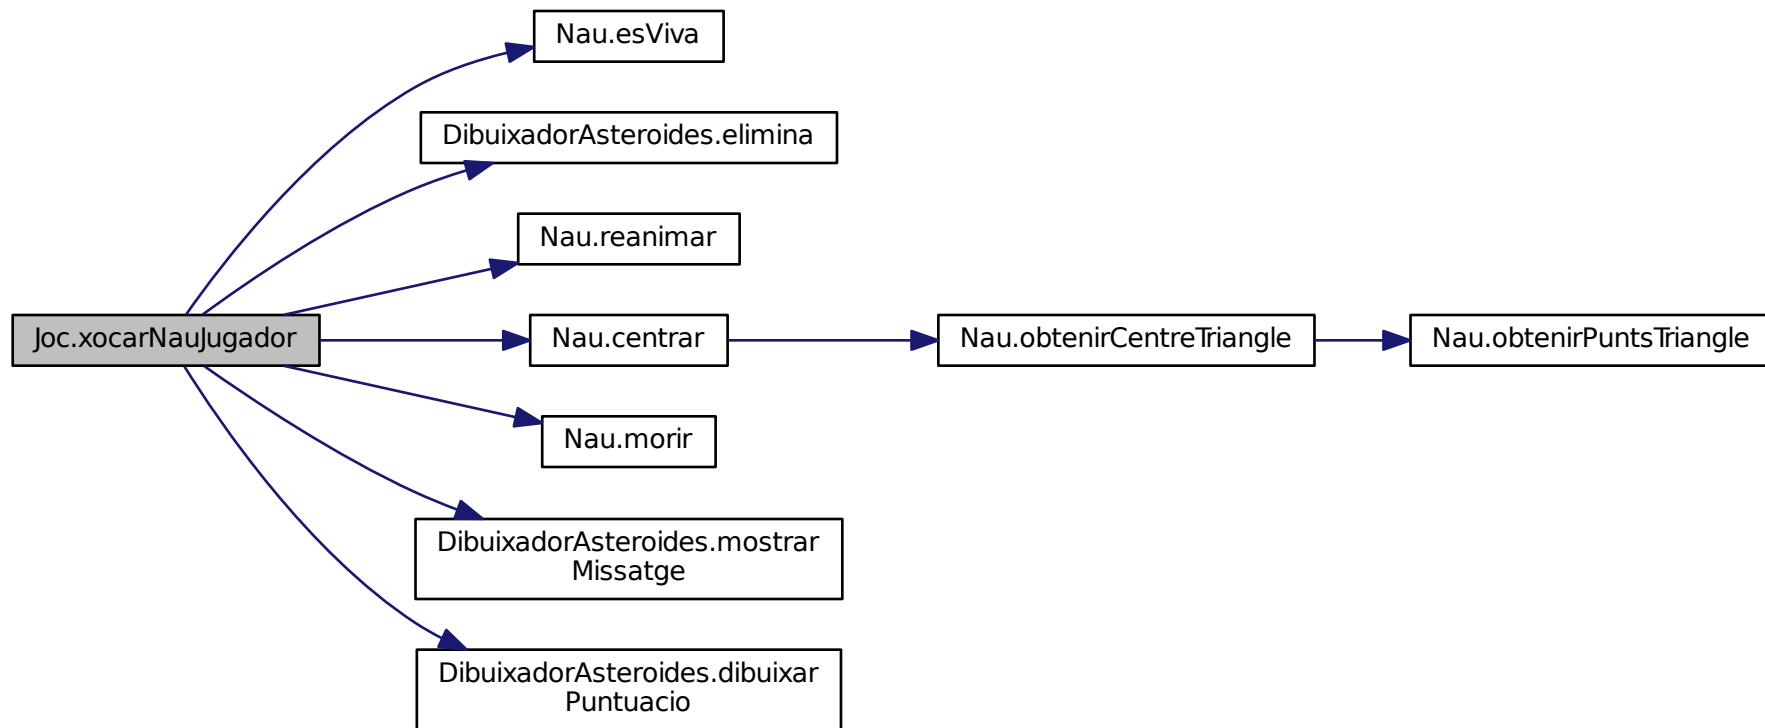 Nau.esViva
DibuixadorAsteroides.elimina
Nau.reanimar
Joc.xocarNauJugador
Nau.centrar
Nau.obtenirCentreTriangle
Nau.obtenirPuntsTriangle
Nau.morir
DibuixadorAsteroides.mostrar
Missatge
DibuixadorAsteroides.dibuixar
Puntuacio